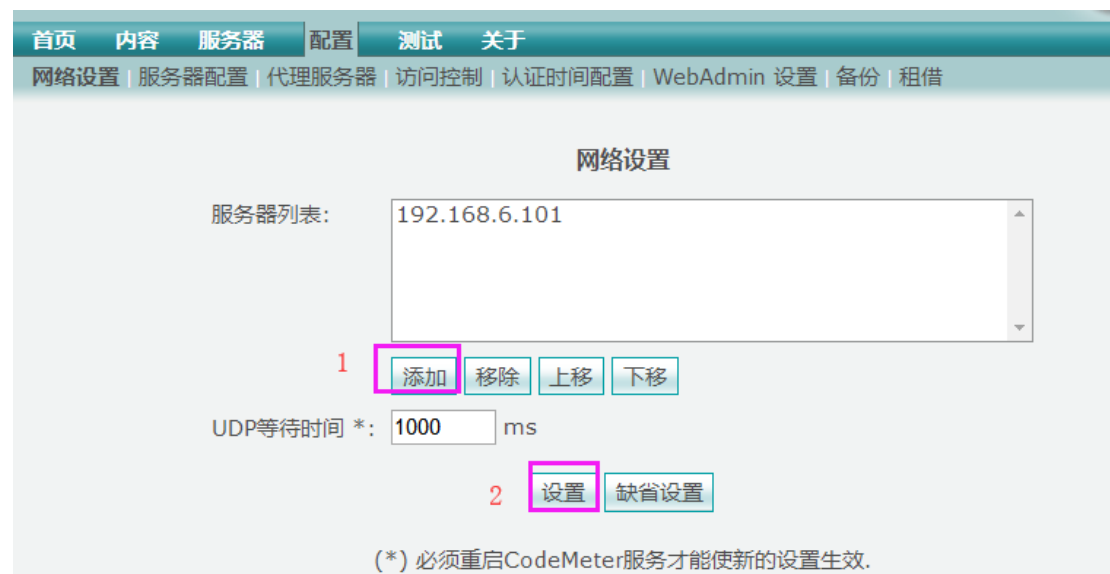 首页 内容 服务器 配置 测试 关于
网络设置 | 服务器配置 | 代理服务器 | 访问控制 | 认证时间配置 | WebAdmin 设置 | 备份 | 租借
网络设置
服务器列表: 192.168.6.101
1 添加 移除 上移 下移
UDP等待时间 *: 1000 ms
2 设置 缺省设置
(*) 必须重启CodeMeter服务才能使新的设置生效.